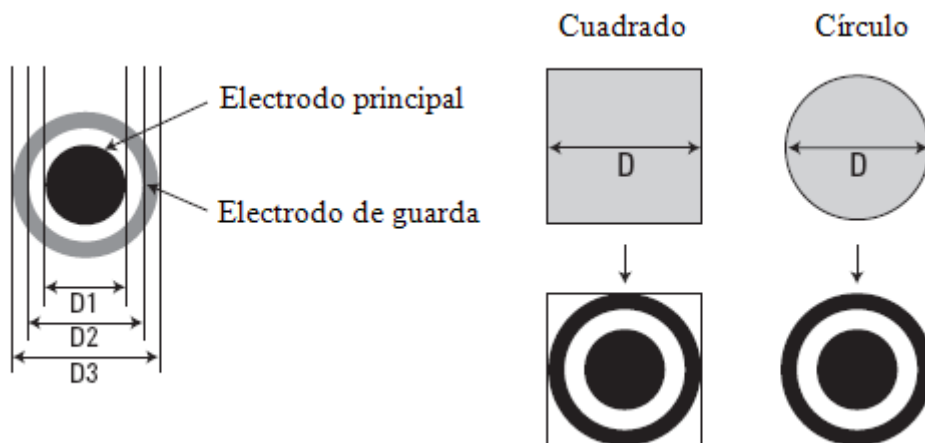 Cuadrado
Círculo
Electrodo principal
Electrodo de guarda
D
D
D1
D2
D3